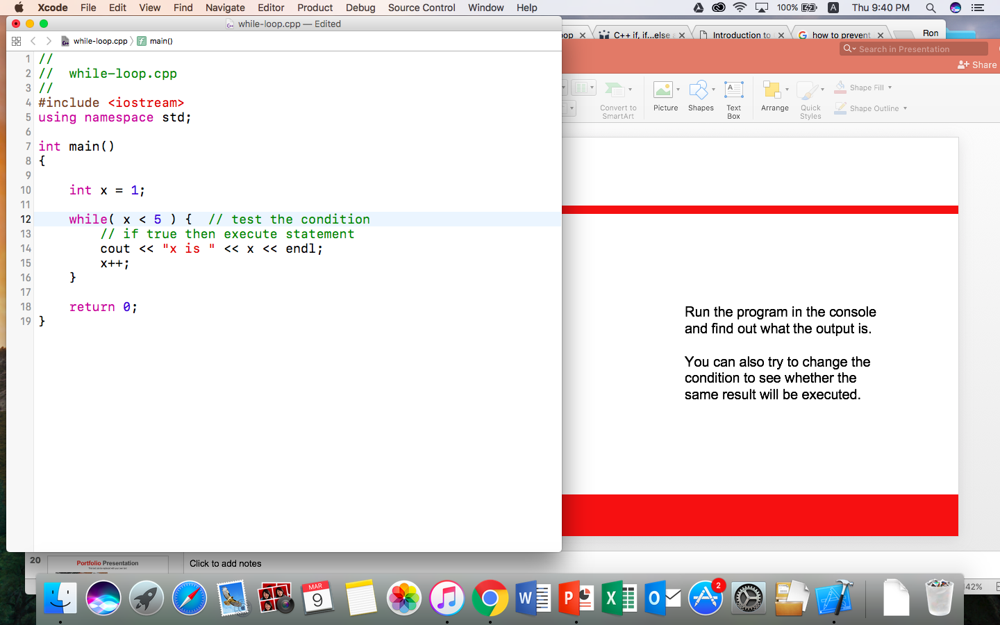 Xcode File Edit View Find Navigate Editor Product Debug Source Control Window Help 100% A Thu 9:40 PM
while-loop.cpp — Edited
while-loop.cpp main()
1 //
2 //  while-loop.cpp
3 //
4 #include <iostream>
5 using namespace std;
6
7 int main()
8 {
9
10     int x = 1;
11
12     while( x < 5 ) {  // test the condition
13         // if true then execute statement
14         cout << "x is " << x << endl;
15         x++;
16     }
17
18     return 0;
19 }
C++ if, if...else Introduction to how to prevent Ron
Search in Presentation
Share
Convert to SmartArt Picture Shapes Text Box Arrange Quick Styles Shape Fill Shape Outline
Run the program in the console
and find out what the output is.
You can also try to change the
condition to see whether the
same result will be executed.
20 Portfolio Presentation
Click to add notes
MAR
9
2
42%